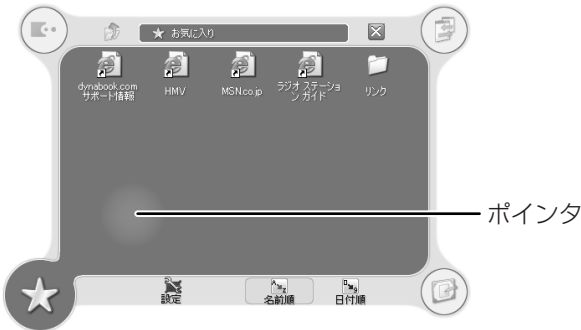 お気に入り
dynabook.com
サポート情報
HMV
MSN.co.jp
ラジオ ステーショ
ン ガイド
リンク
ポインタ
設定
名前順
日付順